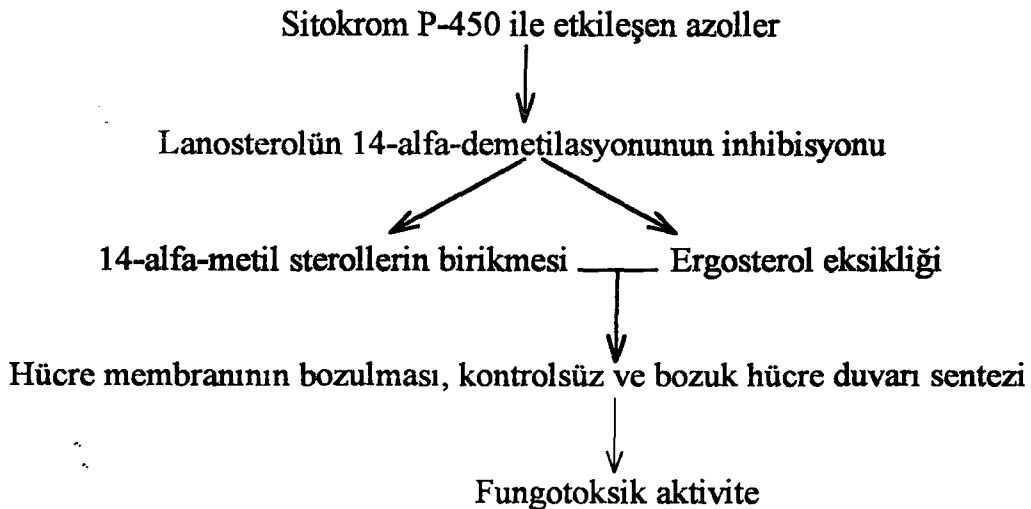 Sitokrom P-450 ile etkileşen azoller
Lanosterolün 14-alfa-demetilasyonunun inhibisyonu
14-alfa-metil sterollerin birikmesi Ergosterol eksikliği
Hücre membranının bozulması, kontrolsüz ve bozuk hücre duvarı sentezi
Fungotoksik aktivite